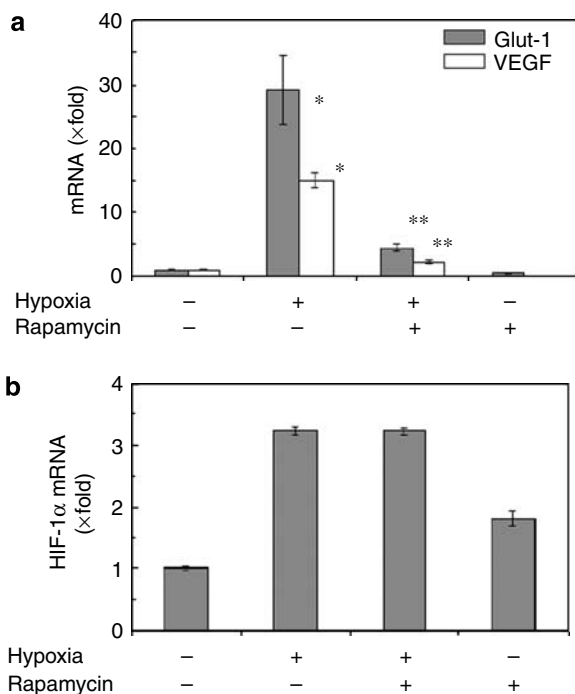 a
40
30
20
10
0
mRNA (×fold)
Glut-1
VEGF
*
*
**
**
Hypoxia − + + −
Rapamycin − − + +
b
4
3
2
1
0
HIF-1α mRNA
(×fold)
Hypoxia − + + −
Rapamycin − − + +